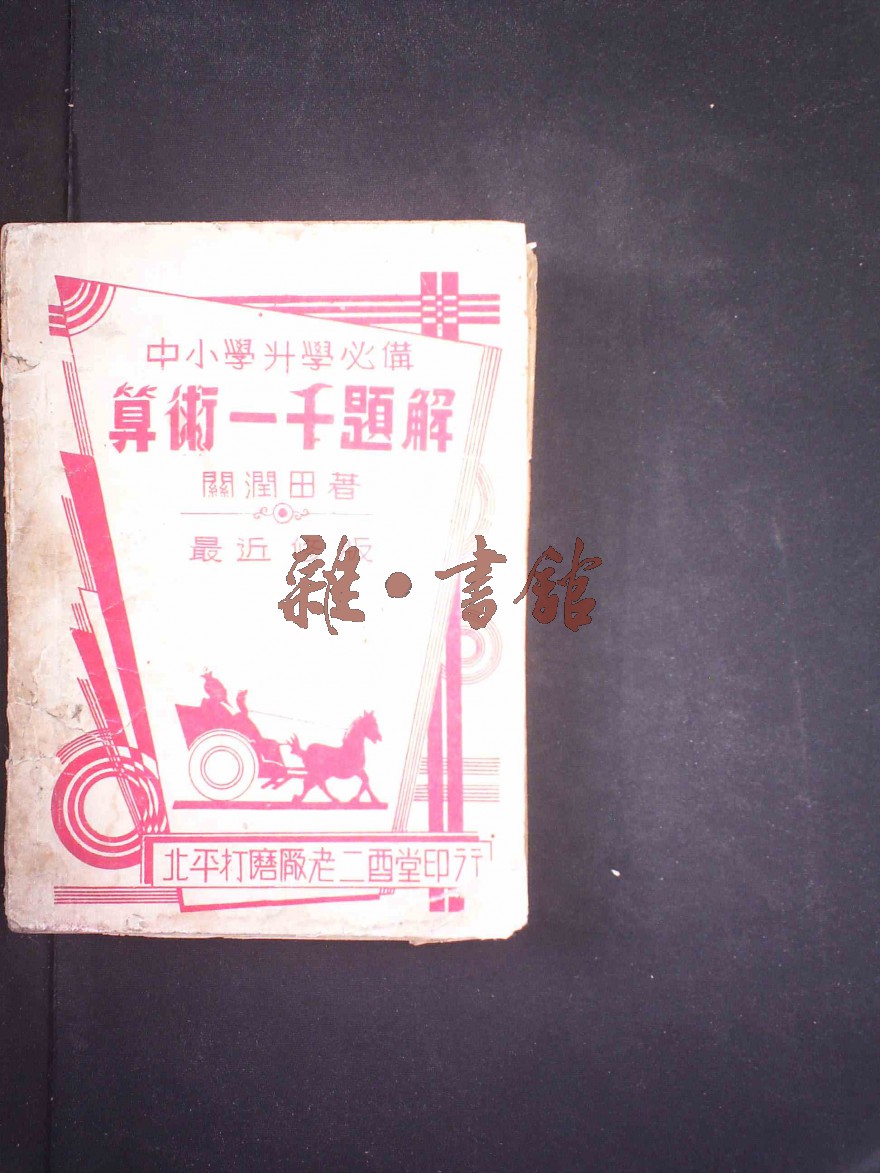 中小學升學必備
算術一千題解
關潤田著
最近 版
雜·書館
北平打磨廠老二酉堂印行